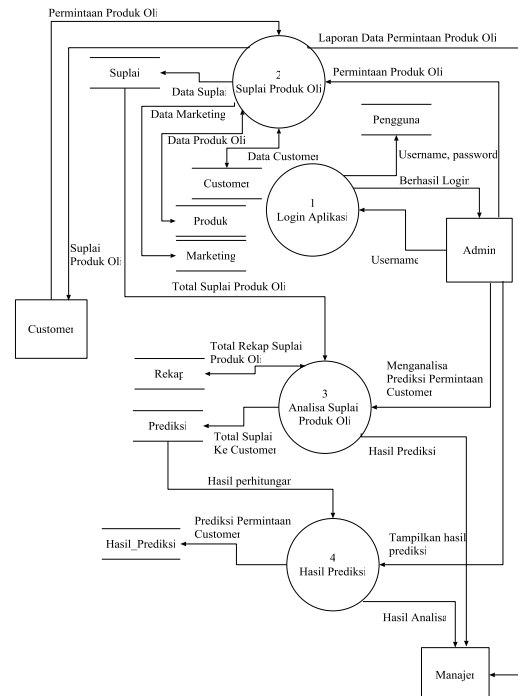 Permintaan Produk Oli
Laporan Data Permintaan Produk Oli
2
Suplai Produk Oli
Suplai
Permintaan Produk Oli
Data Suplai
Data Marketing
Data Produk Oli
Pengguna
Data Customer
Username, password
Customer
Berhasil Login
1
Login Aplikasi
Produk
Admin
Suplai
Produk Oli
Marketing
Username
Total Suplai Produk Oli
Customer
Total Rekap Suplai
Produk Oli
Menganalisa
Prediksi Permintaan
Customer
Rekap
3
Analisa Suplai
Produk Oli
Prediksi
Total Suplai
Ke Customer
Hasil Prediksi
Hasil perhitungan
Prediksi Permintaan
Customer
Tampilkan hasil
prediksi
Hasil_Prediksi
4
Hasil Prediksi
Hasil Analisa
Manajer